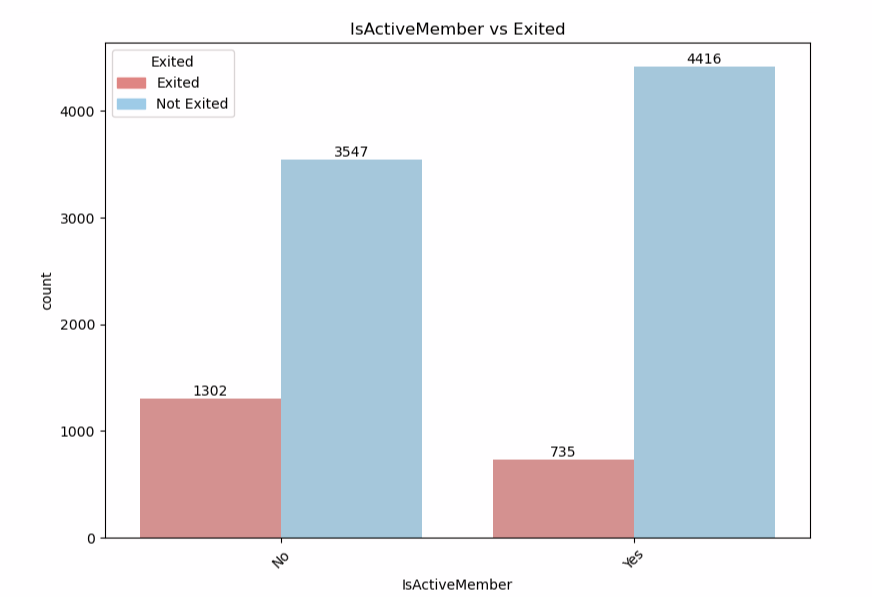 IsActiveMember vs Exited
Exited
Exited
Not Exited
4416
3547
1302
735
4000
3000
2000
1000
0
count
No
Yes
IsActiveMember